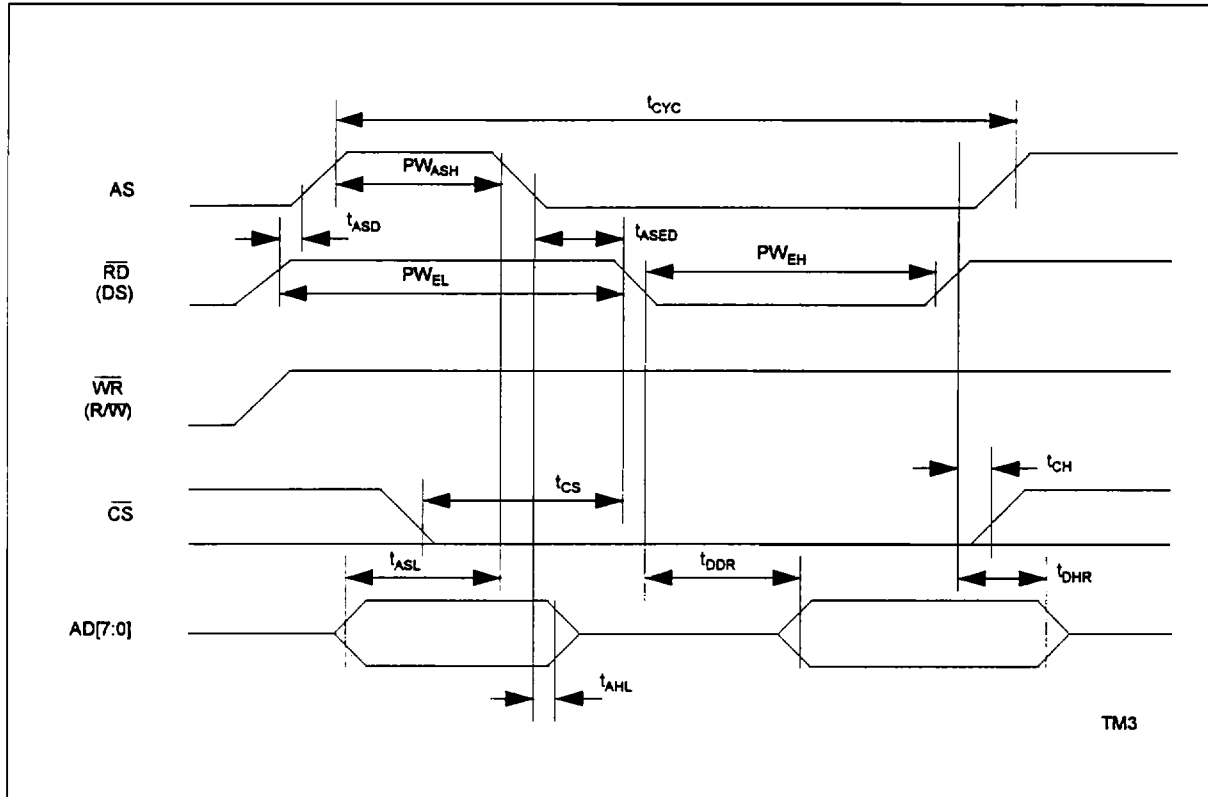 tCYC
AS
PWASH
tASD
tASED
RD
(DS)
PWEL
PWEH
WR
(R/W)
tCH
CS
tCS
tASL
tDDR
tDHR
AD[7:0]
tAHL
TM3